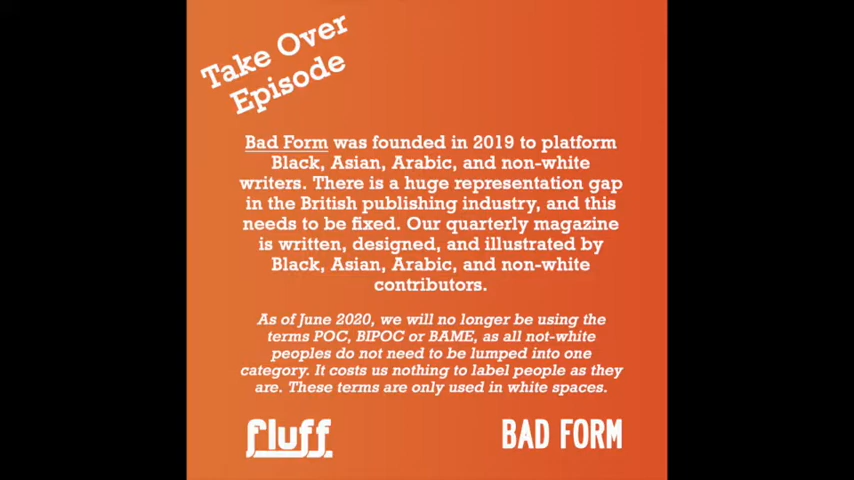 Take Over
Episode
Bad Form was founded in 2019 to platform
Black, Asian, Arabic, and non-white
writers. There is a huge representation gap
in the British publishing industry, and this
needs to be fixed. Our quarterly magazine
is written, designed, and illustrated by
Black, Asian, Arabic, and non-white
contributors.
As of June 2020, we will no longer be using the
terms POC, BIPOC or BAME, as all not-white
peoples do not need to be lumped into one
category. It costs us nothing to label people as they
are. These terms are only used in white spaces.
fluff
BAD FORM